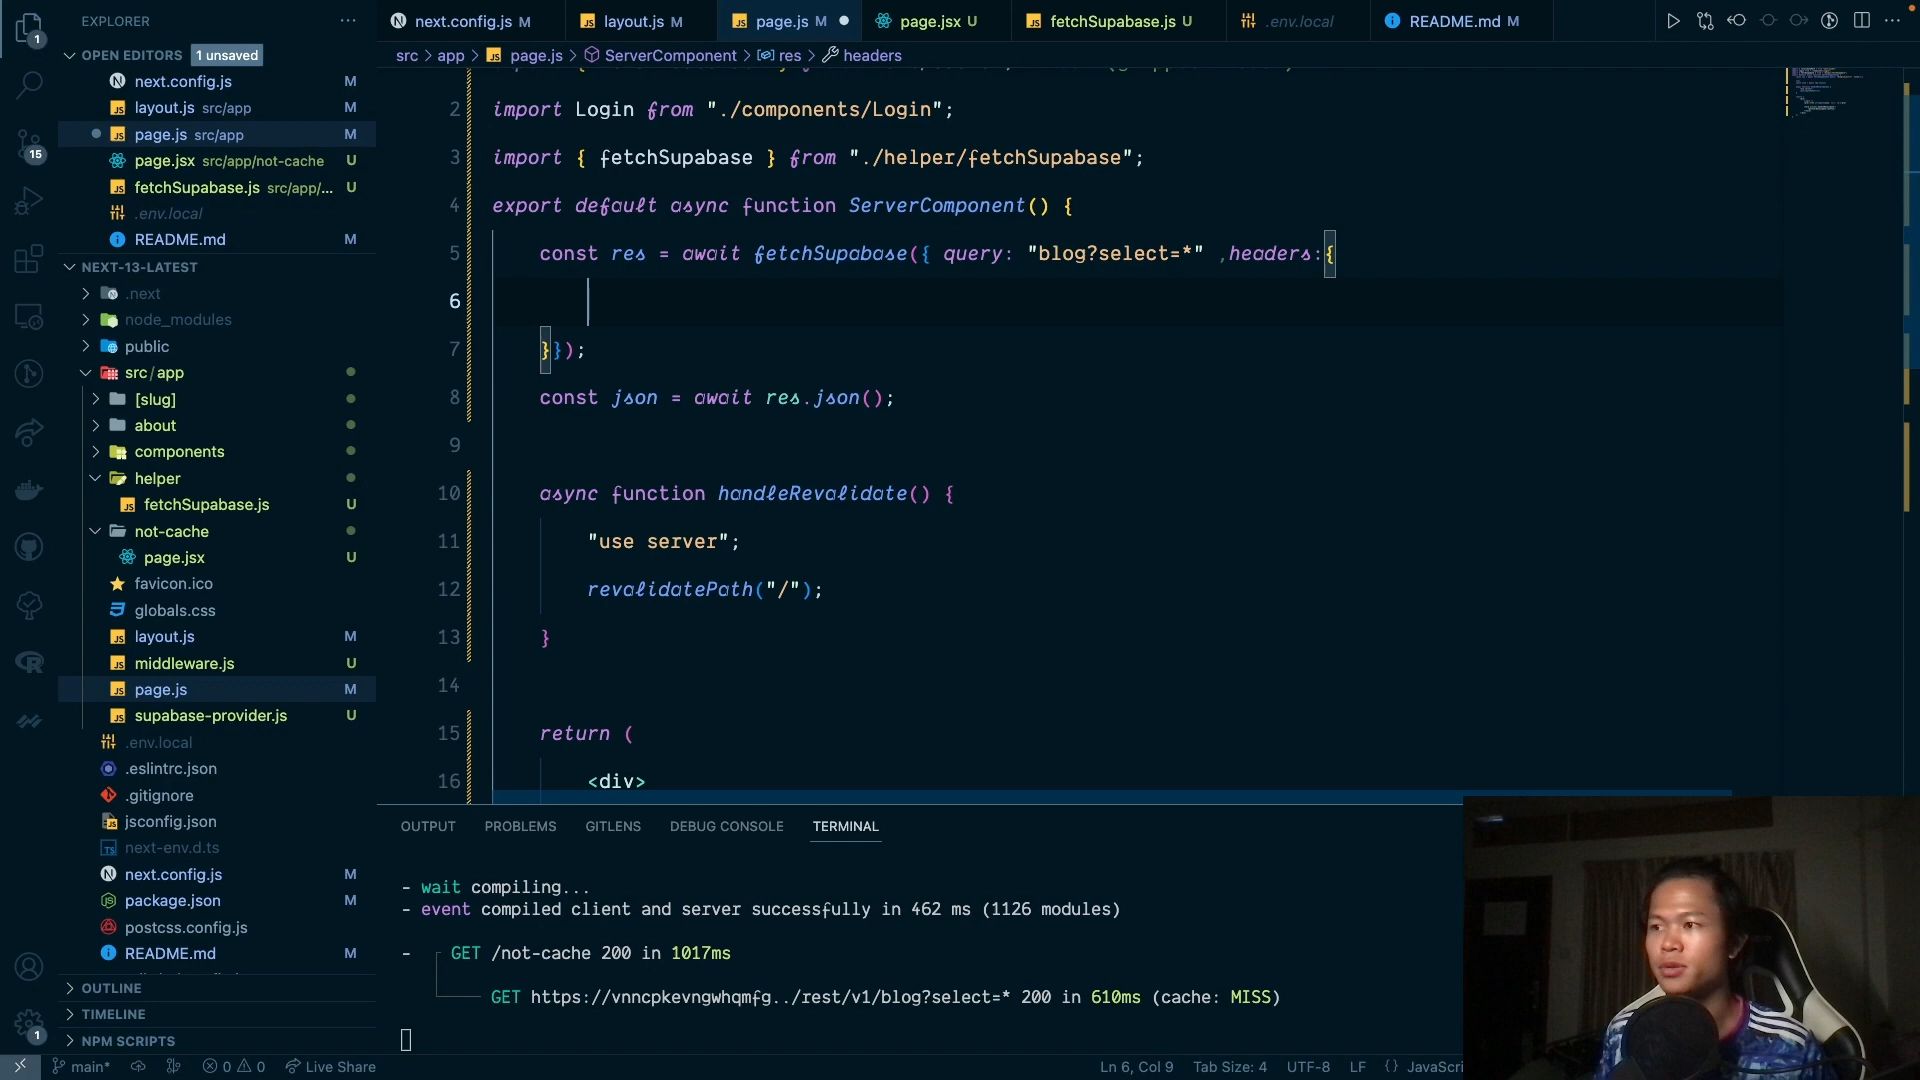 EXPLORER
OPEN EDITORS 1 unsaved
next.config.js M
layout.js src/app M
page.js src/app M
page.jsx src/app/not-cache U
fetchSupabase.js src/app/... U
.env.local
README.md M
NEXT-13-LATEST
.next
node_modules
public
src/app
[slug]
about
components
helper
fetchSupabase.js U
not-cache
page.jsx U
favicon.ico
globals.css
layout.js M
middleware.js U
page.js M
supabase-provider.js U
.env.local
.eslintrc.json
.gitignore
jsconfig.json
next-env.d.ts
next.config.js M
package.json M
postcss.config.js
README.md M
OUTLINE
TIMELINE
NPM SCRIPTS
1
15
1
next.config.js M
layout.js M
page.js M
page.jsx U
fetchSupabase.js U
.env.local
README.md M
src > app > page.js > ServerComponent > res > headers
2 import Login from "./components/Login";
3 import { fetchSupabase } from "./helper/fetchSupabase";
4 export default async function ServerComponent() {
5 const res = await fetchSupabase({ query: "blog?select=*" ,headers:{
6
7 }});
8 const json = await res.json();
9
10 async function handleRevalidate() {
11 "use server";
12 revalidatePath("/");
13 }
14
15 return (
16 <div>
OUTPUT PROBLEMS GITLENS DEBUG CONSOLE TERMINAL
- wait compiling...
- event compiled client and server successfully in 462 ms (1126 modules)
- GET /not-cache 200 in 1017ms
GET https://vnncpkevngwhqmfg../rest/v1/blog?select=* 200 in 610ms (cache: MISS)
main* 0 0 Live Share
Ln 6, Col 9 Tab Size: 4 UTF-8 LF {} JavaScri